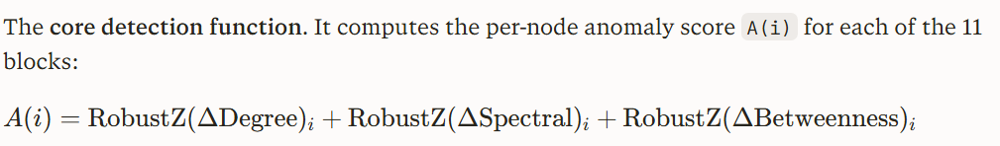 The core detection function. It computes the per-node anomaly score A(i) for each of the 11
blocks:
A(i) = RobustZ(ΔDegree)ᵢ + RobustZ(ΔSpectral)ᵢ + RobustZ(ΔBetweenness)ᵢ